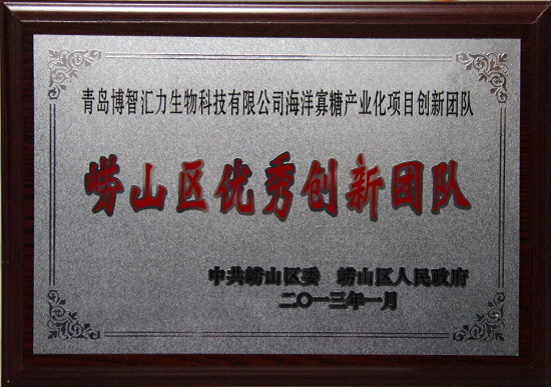 青岛博智汇力生物科技有限公司海洋寡糖产业化项目创新团队
崂山区优秀创新团队
中共崂山区委 崂山区人民政府
二〇一三年一月